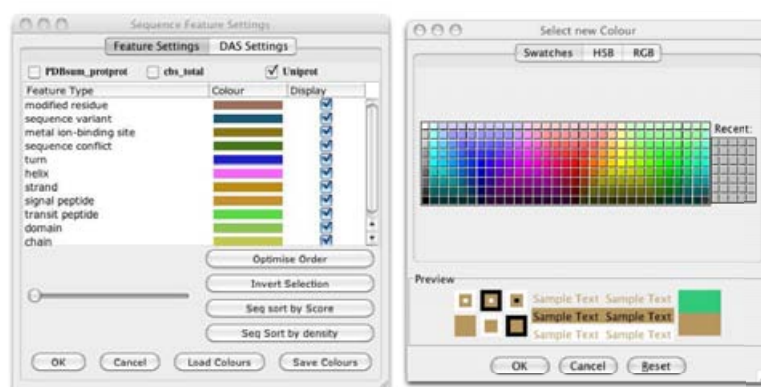 Sequence Feature Settings
Feature Settings DAS Settings
PDBsum_protprot cbs_total Uniprot
Feature Type Colour Display
modified residue
sequence variant
metal ion-binding site
sequence conflict
turn
helix
strand
signal peptide
transit peptide
domain
chain
Optimise Order
Invert Selection
Seq sort by Score
Seq Sort by density
OK Cancel Load Colours Save Colours
Select new Colour
Swatches HSB RGB
Recent:
Preview
Sample Text Sample Text
Sample Text Sample Text
Sample Text Sample Text
OK Cancel Reset